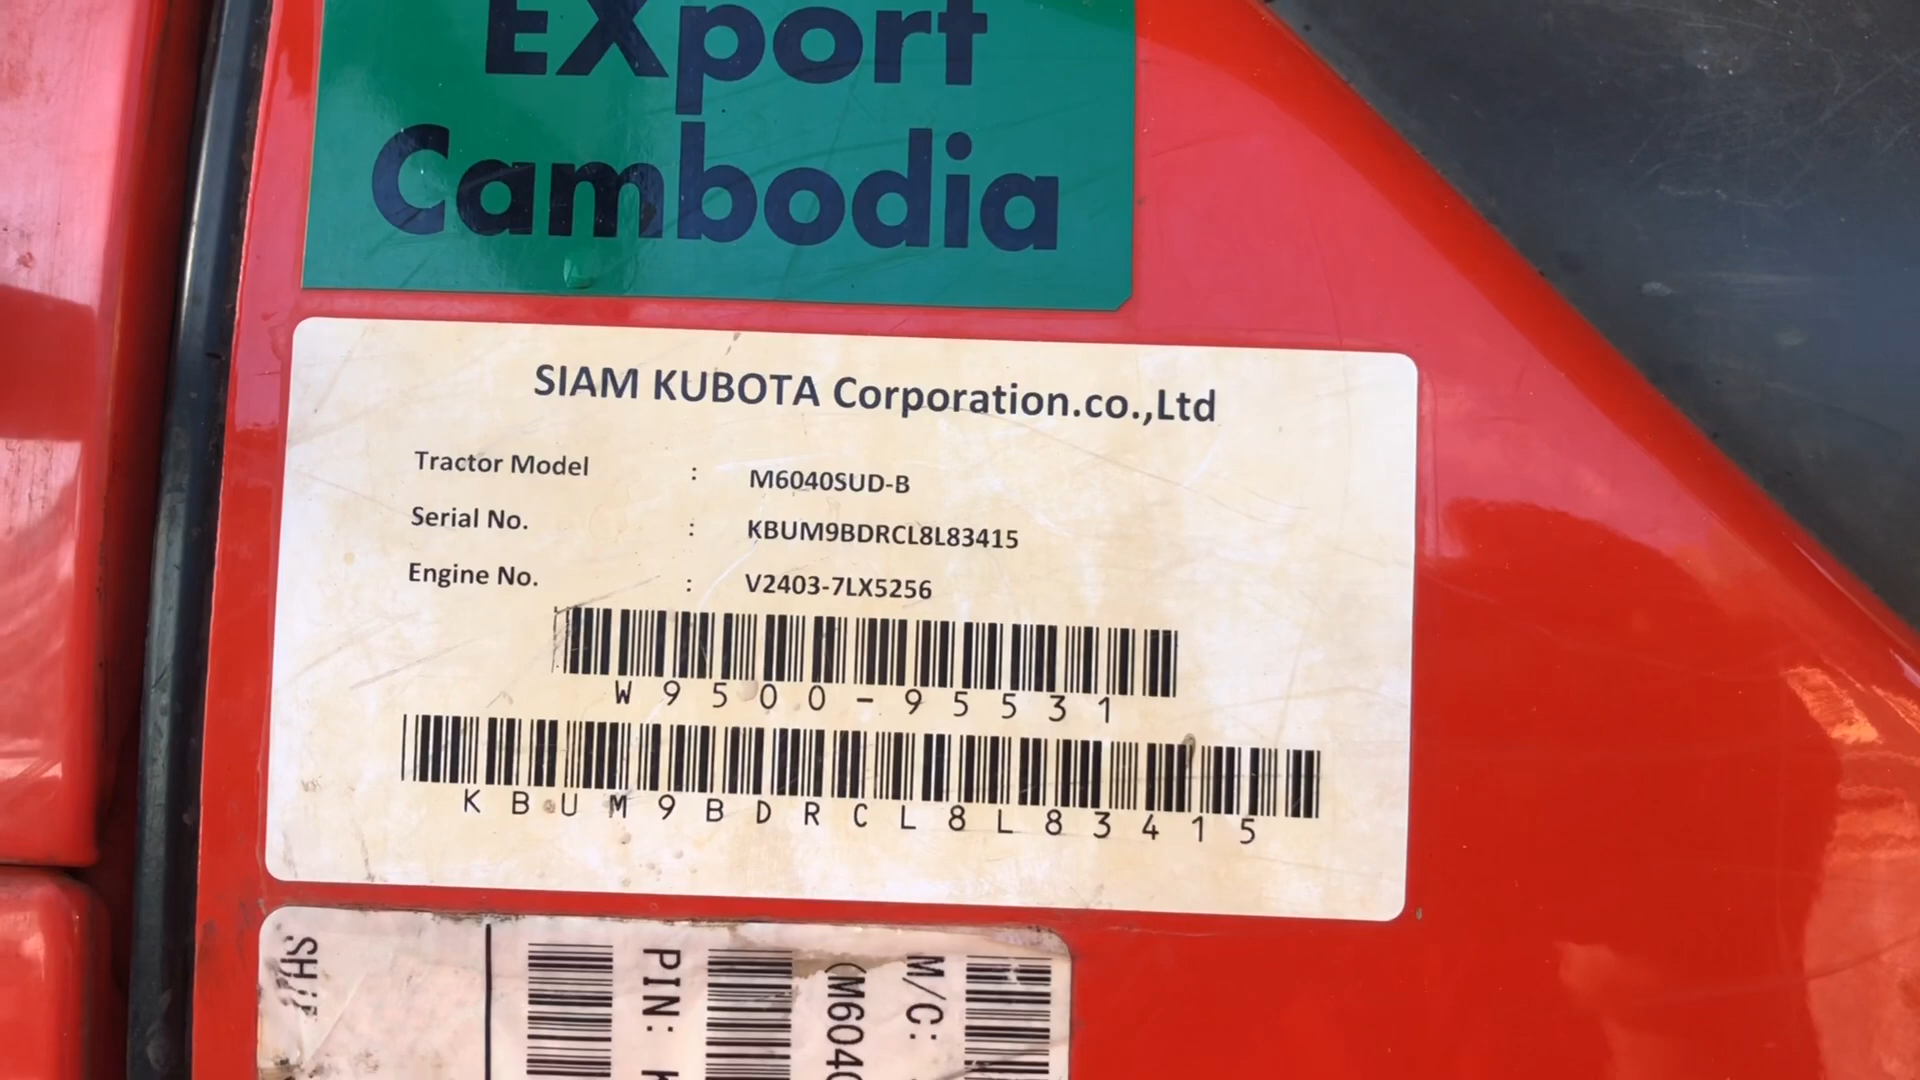 EXport
Cambodia
SIAM KUBOTA Corporation.co.,Ltd
Tractor Model : M6040SUD-B
Serial No. : KBUM9BDRCL8L83415
Engine No. : V2403-7LX5256
W9500-95531
KBUM9BDRCL8L83415
M/C:
(M6040
PIN: